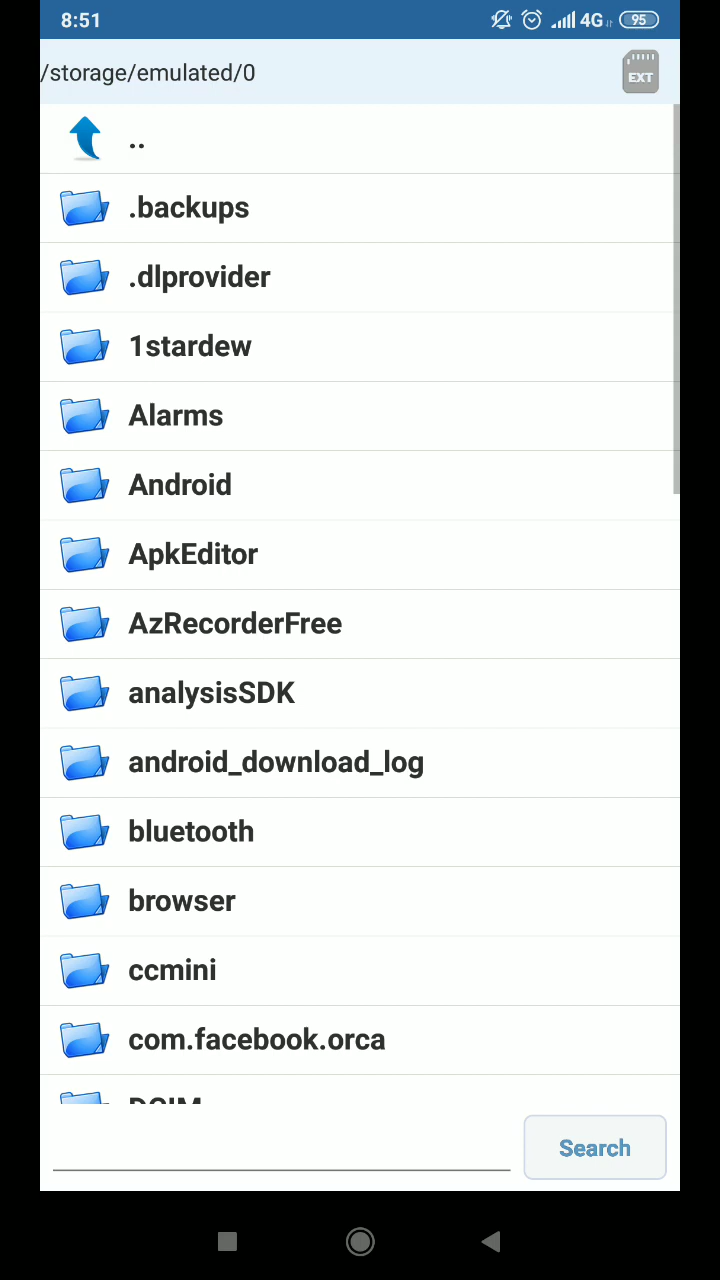 8:51
4G
95
/storage/emulated/0
EXT
..
.backups
.dlprovider
1stardew
Alarms
Android
ApkEditor
AzRecorderFree
analysisSDK
android_download_log
bluetooth
browser
ccmini
com.facebook.orca
DCIM
Search